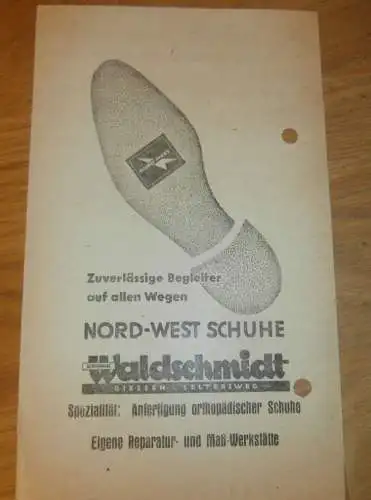 Zuverlässige Begleiter
auf allen Wegen
NORD-WEST SCHUHE
Waldschmidt
GIESSEN SELTERSWEG
Spezialität: Anfertigung orthopädischer Schuhe
Eigene Reparatur- und Maß-Werkstätte